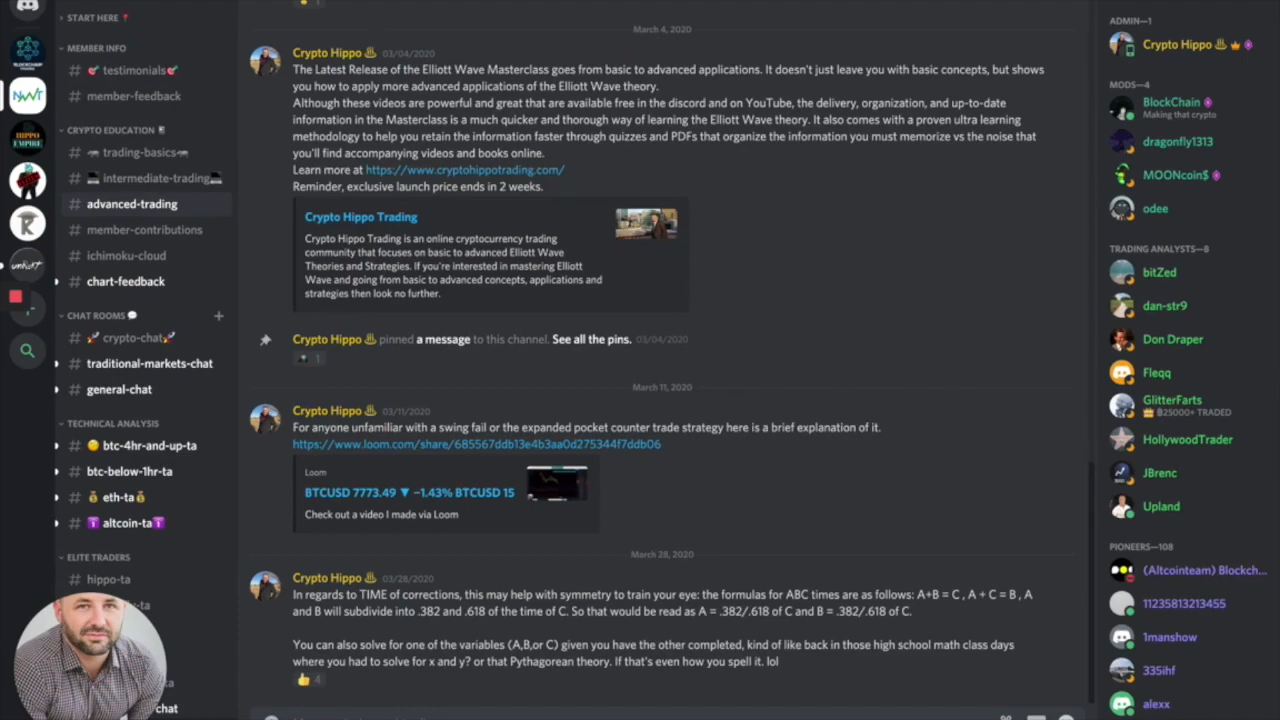 START HERE
MEMBER INFO
# testimonials
# member-feedback
CRYPTO EDUCATION
# trading-basics
# intermediate-trading
# advanced-trading
# member-contributions
# ichimoku-cloud
# chart-feedback
CHAT ROOMS
# crypto-chat
# traditional-markets-chat
# general-chat
TECHNICAL ANALYSIS
# btc-4hr-and-up-ta
# btc-below-1hr-ta
# eth-ta
# altcoin-ta
ELITE TRADERS
# hippo-ta
chat
NWT
HIPPO
EMPIRE
March 4, 2020
Crypto Hippo 03/04/2020
The Latest Release of the Elliott Wave Masterclass goes from basic to advanced applications. It doesn't just leave you with basic concepts, but shows
you how to apply more advanced applications of the Elliott Wave theory.
Although these videos are powerful and great that are available free in the discord and on YouTube, the delivery, organization, and up-to-date
information in the Masterclass is a much quicker and thorough way of learning the Elliott Wave theory. It also comes with a proven ultra learning
methodology to help you retain the information faster through quizzes and PDFs that organize the information you must memorize vs the noise that
you'll find accompanying videos and books online.
Learn more at https://www.cryptohippotrading.com/
Reminder, exclusive launch price ends in 2 weeks.
Crypto Hippo Trading
Crypto Hippo Trading is an online cryptocurrency trading
community that focuses on basic to advanced Elliott Wave
Theories and Strategies. If you're interested in mastering Elliott
Wave and going from basic to advanced concepts, applications and
strategies then look no further.
Crypto Hippo pinned a message to this channel. See all the pins. 03/04/2020
1
March 11, 2020
Crypto Hippo 03/11/2020
For anyone unfamiliar with a swing fail or the expanded pocket counter trade strategy here is a brief explanation of it.
https://www.loom.com/share/685567ddb13e4b3aa0d275344f7ddb06
Loom
BTCUSD 7773.49 ▼ −1.43% BTCUSD 15
Check out a video I made via Loom
March 28, 2020
Crypto Hippo 03/28/2020
In regards to TIME of corrections, this may help with symmetry to train your eye: the formulas for ABC times are as follows: A+B = C , A + C = B , A
and B will subdivide into .382 and .618 of the time of C. So that would be read as A = .382/.618 of C and B = .382/.618 of C.
You can also solve for one of the variables (A,B,or C) given you have the other completed, kind of like back in those high school math class days
where you had to solve for x and y? or that Pythagorean theory. If that's even how you spell it. lol
4
ADMIN—1
Crypto Hippo
MODS—4
BlockChain
Making that crypto
dragonfly1313
MOONcoin$
odee
TRADING ANALYSTS—8
bitZed
dan-str9
Don Draper
Fleqq
GlitterFarts
฿25000+ TRADED
HollywoodTrader
JBrenc
Upland
PIONEERS—108
(Altcointeam) Blockch...
11235813213455
1manshow
335ihf
alexx